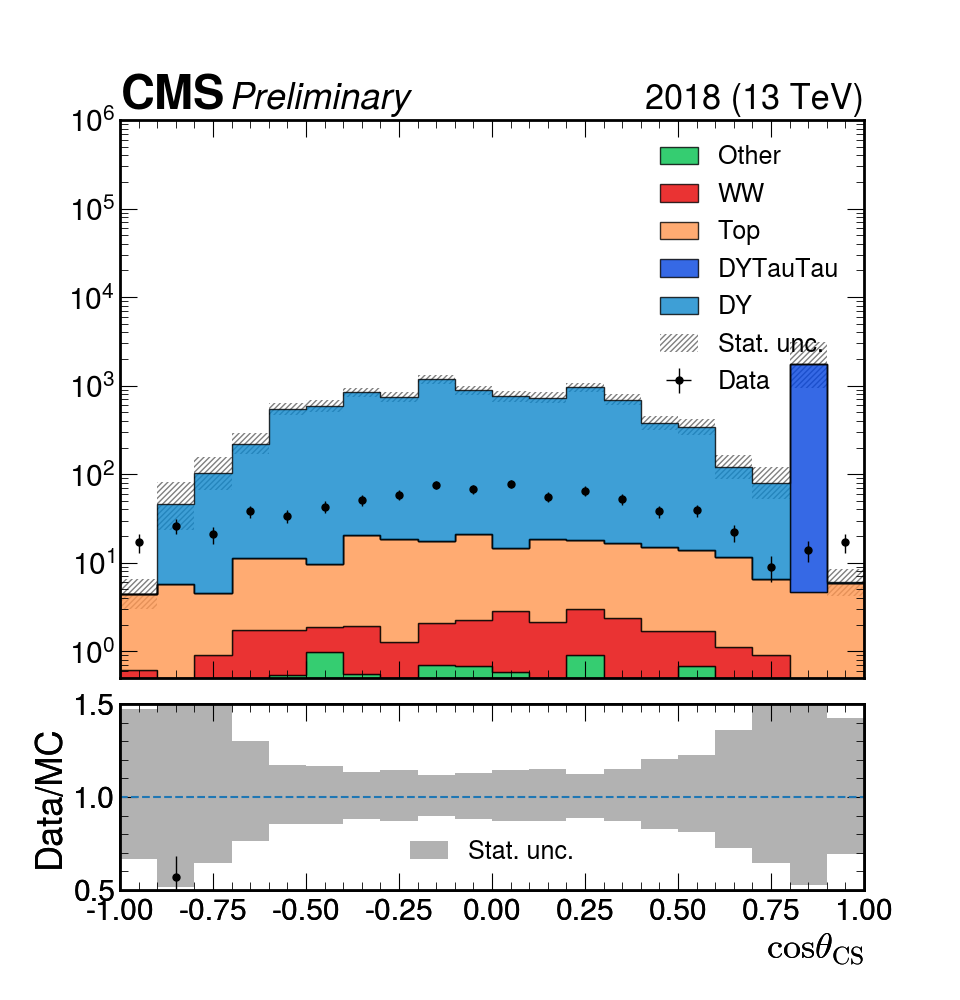 CMS Preliminary 2018 (13 TeV)
10^6
10^5
10^4
10^3
10^2
10^1
10^0
Other
WW
Top
DYTauTau
DY
Stat. unc.
Data
Data/MC
1.5
1.0
0.5
Stat. unc.
-1.00 -0.75 -0.50 -0.25 0.00 0.25 0.50 0.75 1.00
cosθ_CS